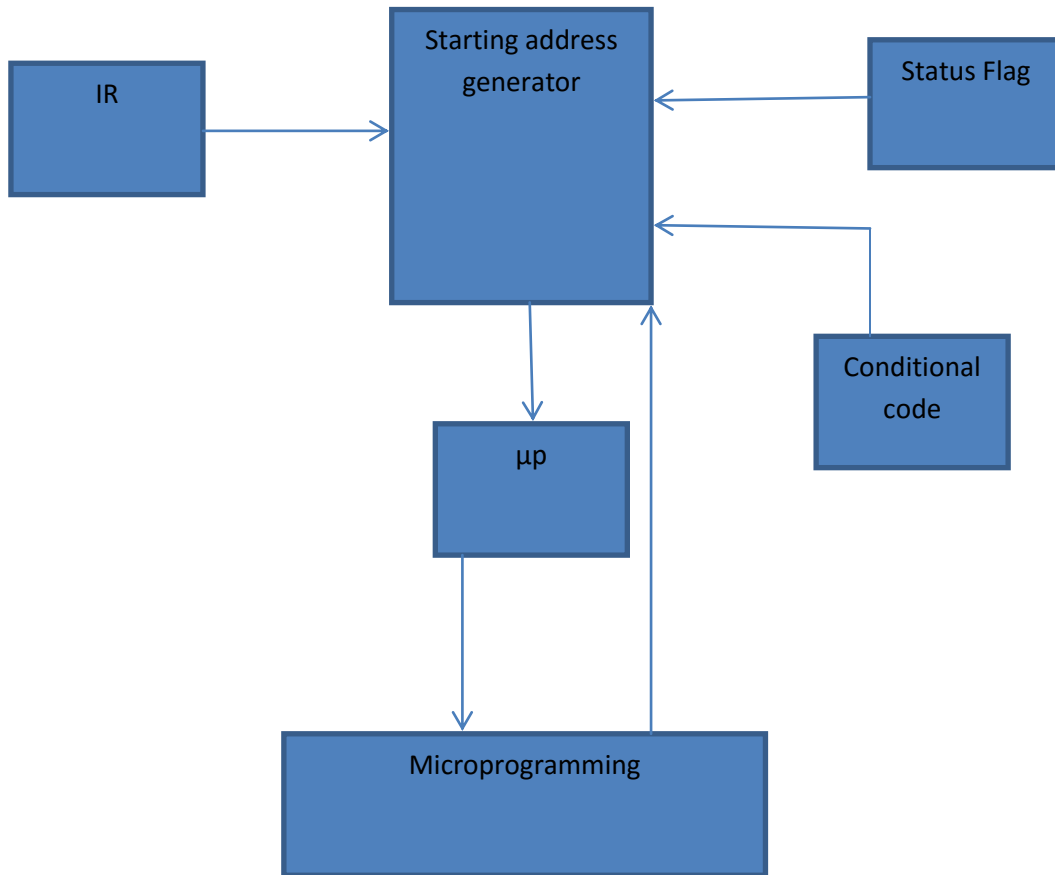 Starting address
generator
IR
Status Flag
Conditional
code
µp
Microprogramming